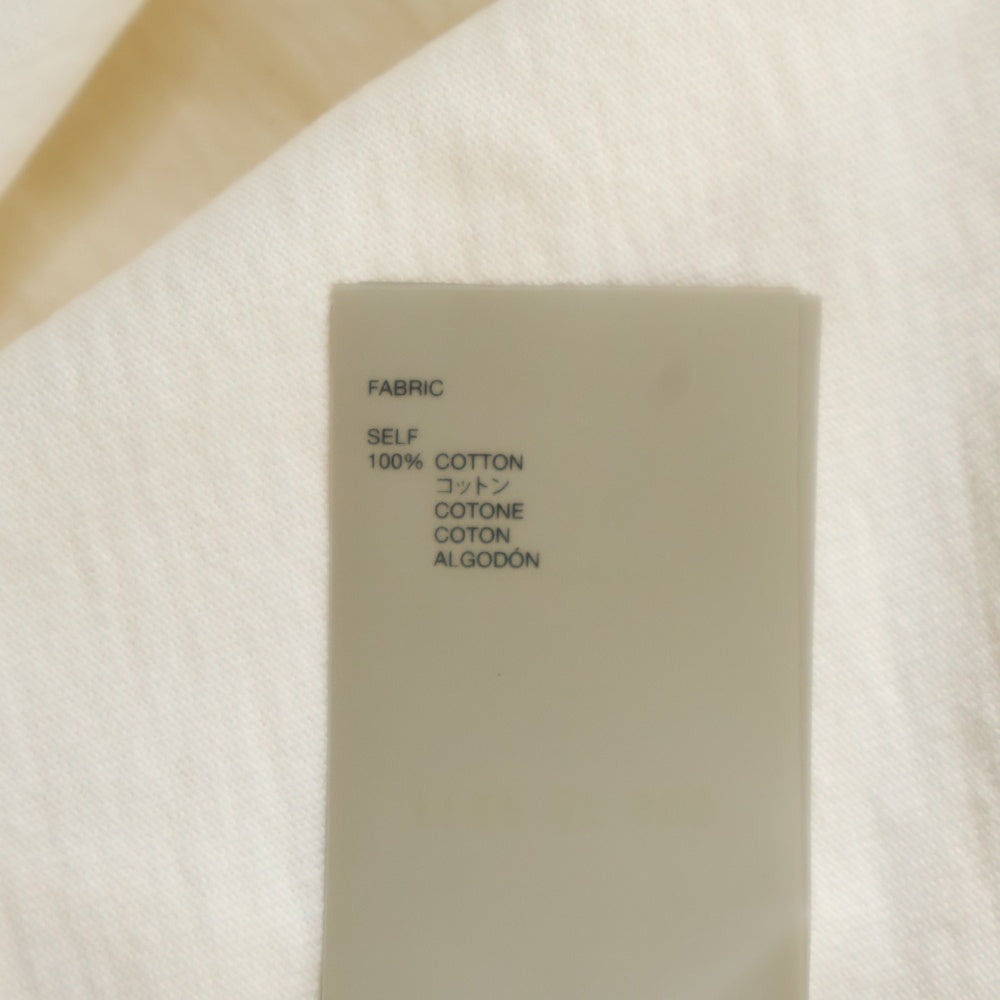 FABRIC
SELF
100% COTTON
コットン
COTONE
COTON
ALGODÓN